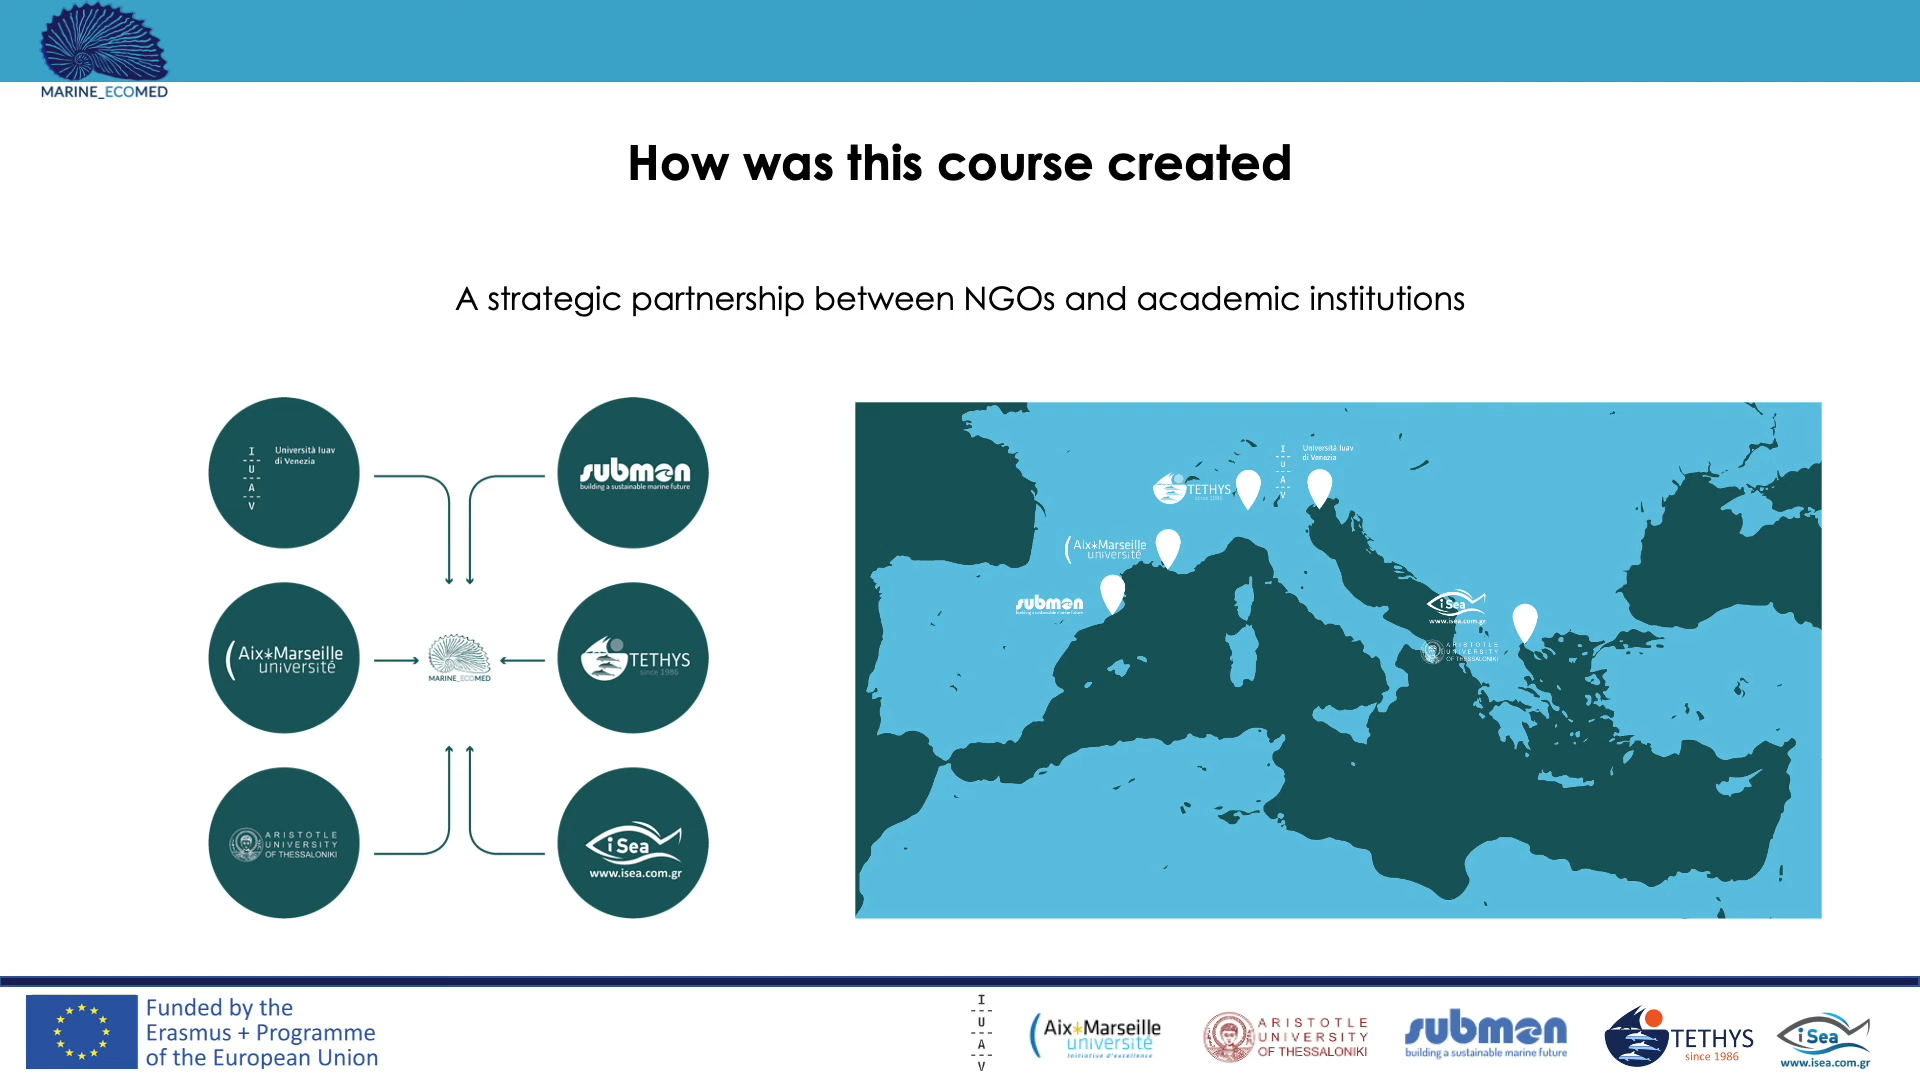 MARINE_ECOMED
How was this course created
A strategic partnership between NGOs and academic institutions
I
U
A
V
Università Iuav
di Venezia
submon
building a sustainable marine future
Aix*Marseille
université
MARINE_ECOMED
TETHYS
since 1986
ARISTOTLE
UNIVERSITY
OF THESSALONIKI
iSea
www.isea.com.gr
I
U
A
V
Università Iuav
di Venezia
TETHYS
since 1986
Aix*Marseille
université
submon
building a sustainable marine future
iSea
www.isea.com.gr
ARISTOTLE
UNIVERSITY
OF THESSALONIKI
Funded by the
Erasmus + Programme
of the European Union
I
U
A
V
Aix*Marseille
université
Initiative d'excellence
ARISTOTLE
UNIVERSITY
OF THESSALONIKI
submon
building a sustainable marine future
TETHYS
since 1986
iSea
www.isea.com.gr